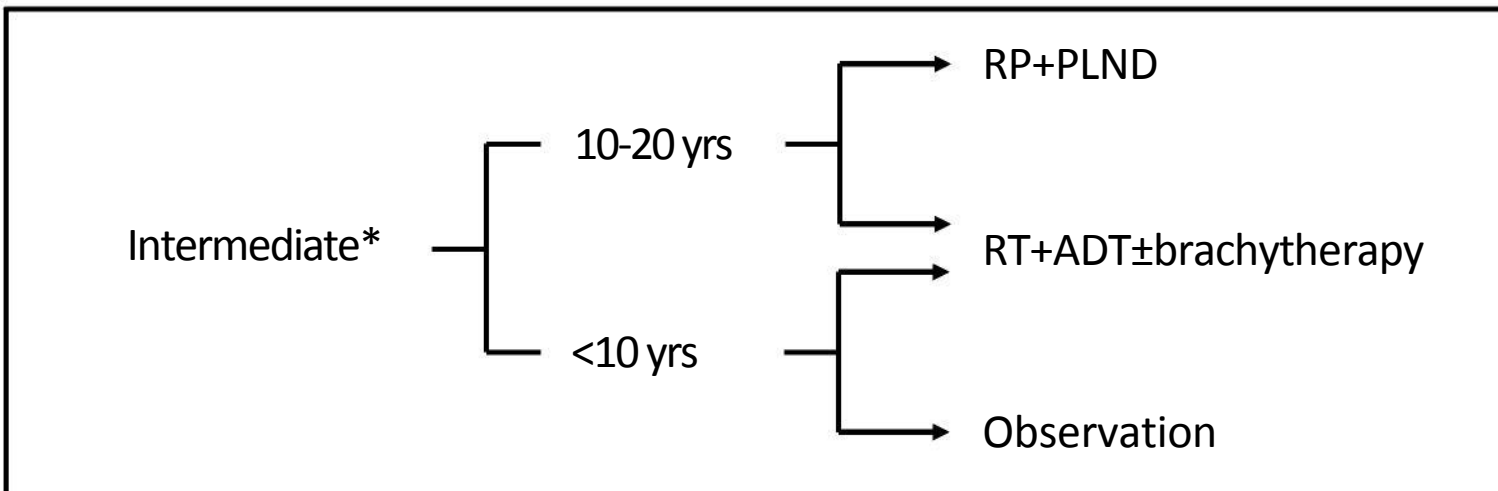 RP+PLND
10-20 yrs
Intermediate*
RT+ADT±brachytherapy
<10 yrs
Observation